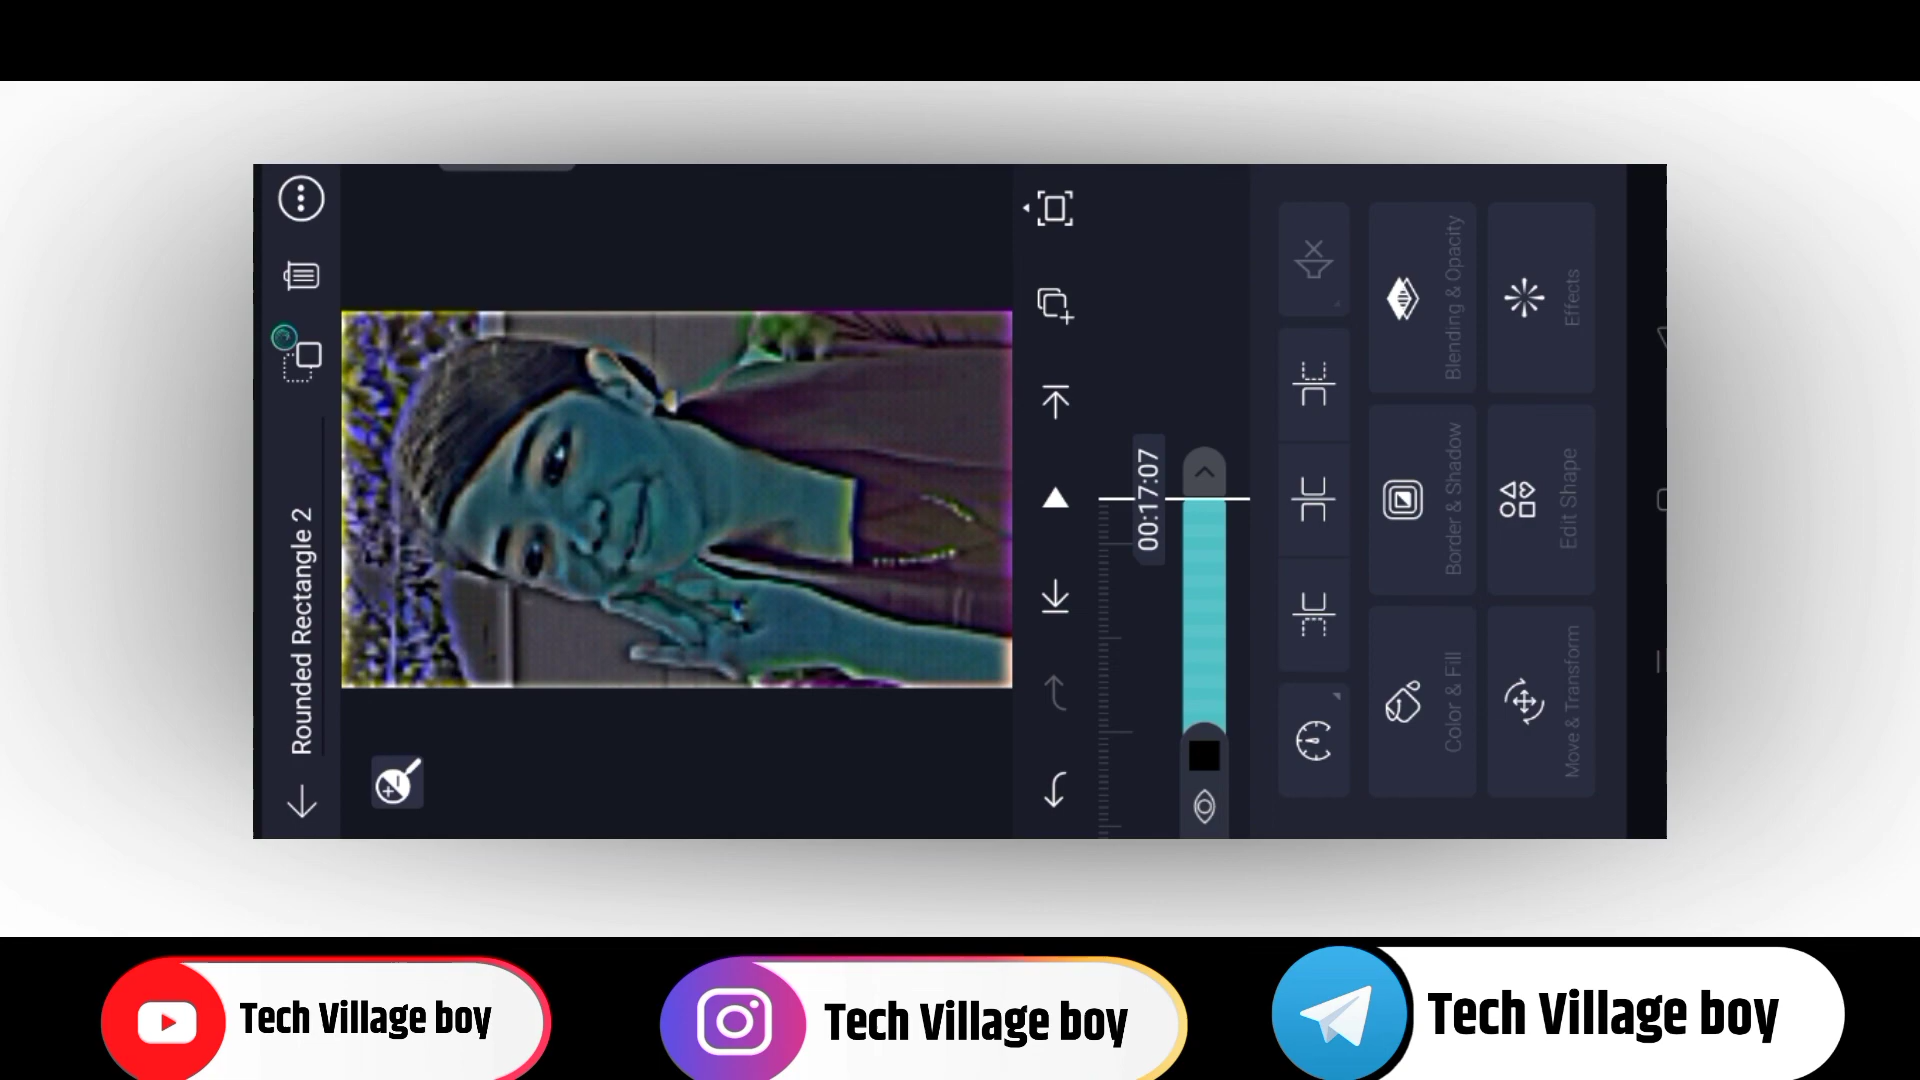 Rounded Rectangle 2
00:17:07
Color & Fill
Border & Shadow
Blending & Opacity
Move & Transform
Edit Shape
Effects
Tech Village boy
Tech Village boy
Tech Village boy